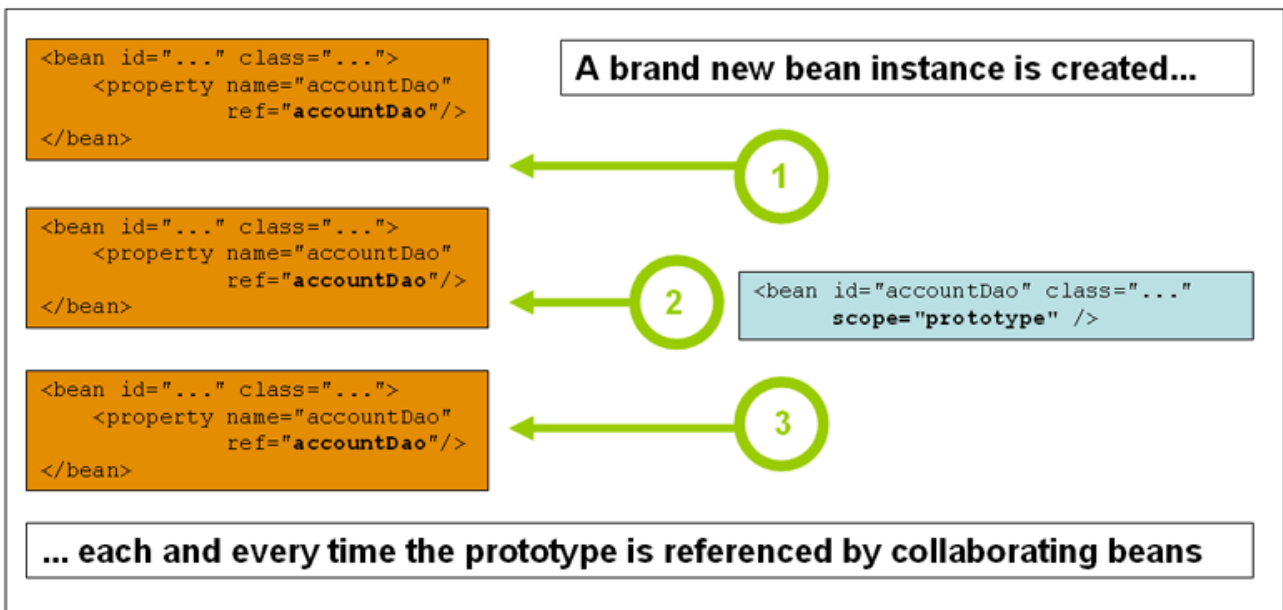 <bean id="..." class="...">
    <property name="accountDao"
              ref="accountDao"/>
</bean>
A brand new bean instance is created...
1
<bean id="..." class="...">
    <property name="accountDao"
              ref="accountDao"/>
</bean>
2
<bean id="accountDao" class="..."
      scope="prototype" />
<bean id="..." class="...">
    <property name="accountDao"
              ref="accountDao"/>
</bean>
3
... each and every time the prototype is referenced by collaborating beans